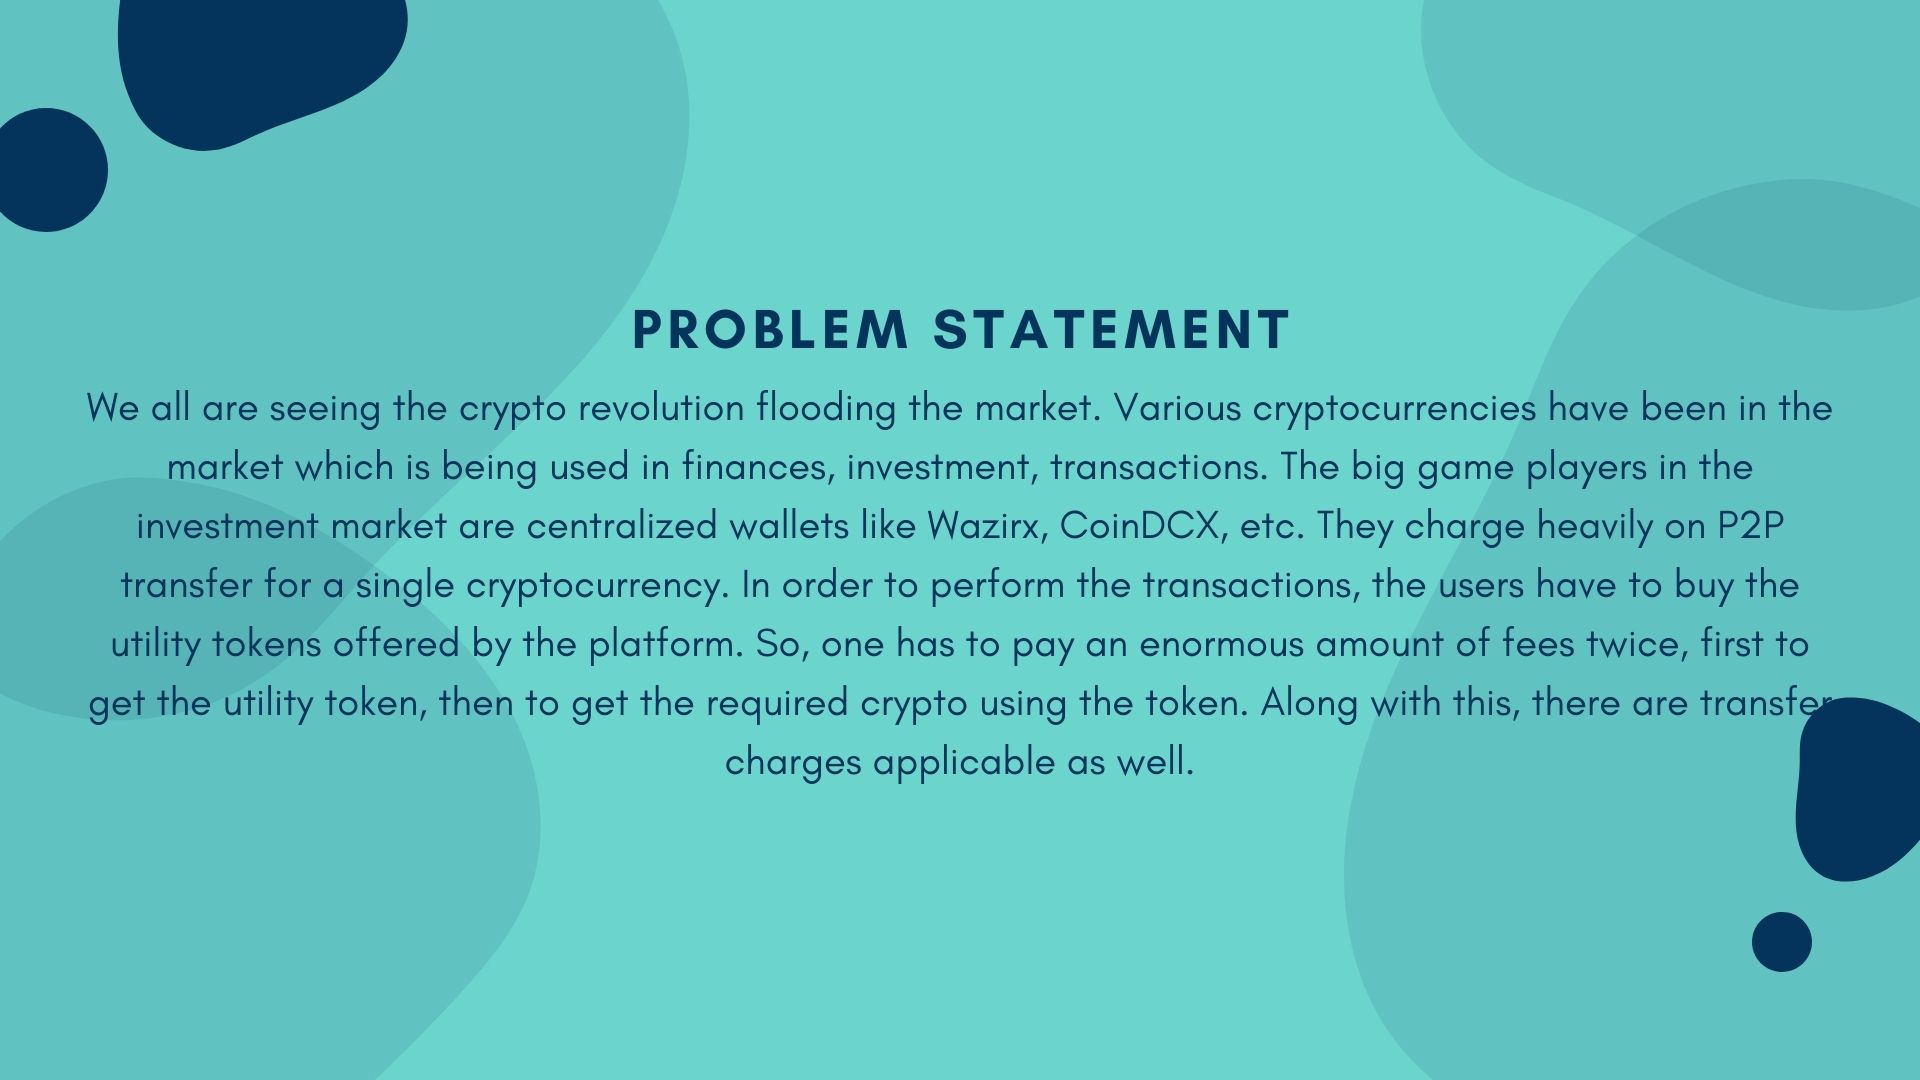 PROBLEM STATEMENT
We all are seeing the crypto revolution flooding the market. Various cryptocurrencies have been in the
market which is being used in finances, investment, transactions. The big game players in the
investment market are centralized wallets like Wazirx, CoinDCX, etc. They charge heavily on P2P
transfer for a single cryptocurrency. In order to perform the transactions, the users have to buy the
utility tokens offered by the platform. So, one has to pay an enormous amount of fees twice, first to
get the utility token, then to get the required crypto using the token. Along with this, there are transfer
charges applicable as well.